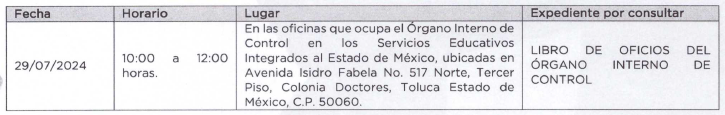 Fecha Horario Lugar Expediente por consultar
29/07/2024
10:00 a 12:00
horas.
En las oficinas que ocupa el Órgano Interno de
Control en los Servicios Educativos
Integrados al Estado de México, ubicadas en
Avenida Isidro Fabela No. 517 Norte, Tercer
Piso, Colonia Doctores, Toluca Estado de
México, C.P. 50060.
LIBRO DE OFICIOS DEL
ÓRGANO INTERNO DE
CONTROL